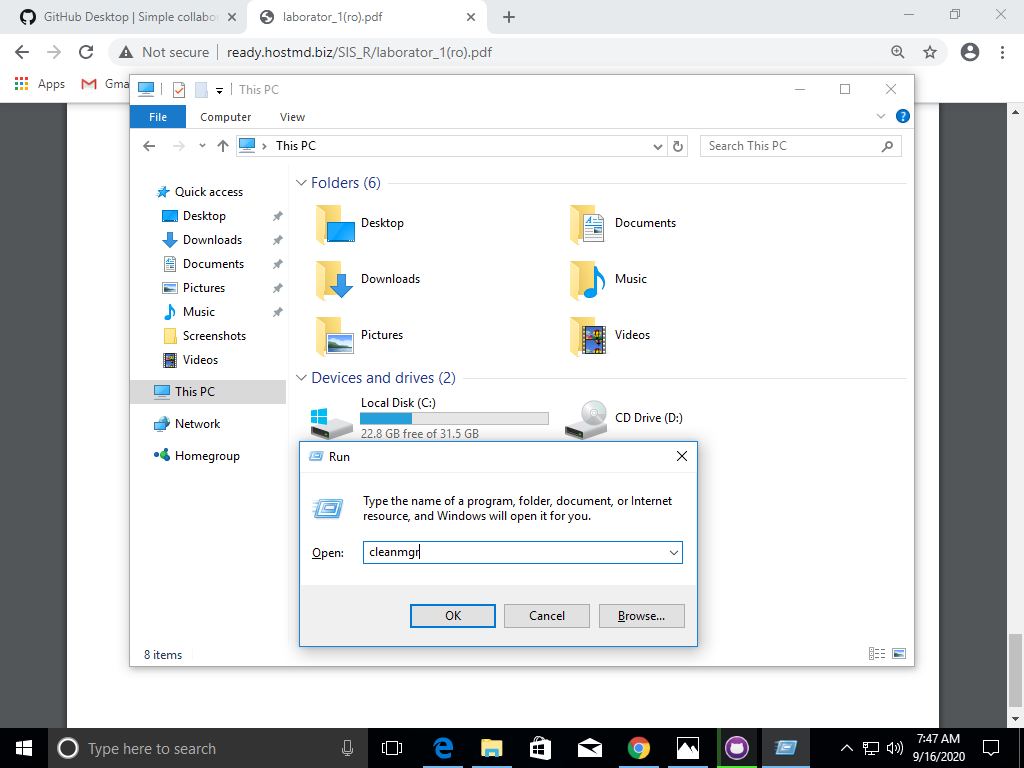 GitHub Desktop | Simple collabor
laborator_1(ro).pdf
Not secure
ready.hostmd.biz/SIS_R/laborator_1(ro).pdf
Apps
Gma
This PC
File
Computer
View
This PC
Search This PC
Quick access
Desktop
Downloads
Documents
Pictures
Music
Screenshots
Videos
This PC
Network
Homegroup
Folders (6)
Desktop
Documents
Downloads
Music
Pictures
Videos
Devices and drives (2)
Local Disk (C:)
22.8 GB free of 31.5 GB
CD Drive (D:)
Run
Type the name of a program, folder, document, or Internet
resource, and Windows will open it for you.
Open:
cleanmgr
OK
Cancel
Browse...
8 items
Type here to search
7:47 AM
9/16/2020